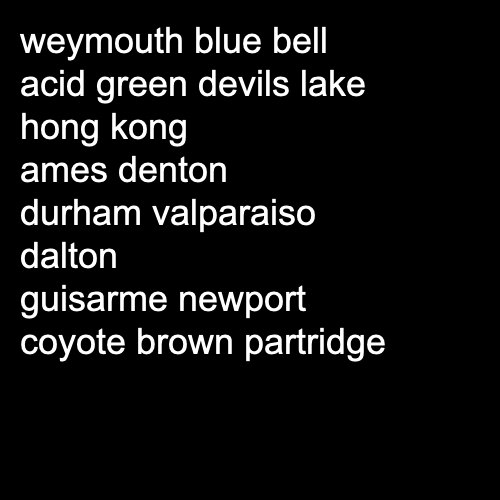 weymouth blue bell
acid green devils lake
hong kong
ames denton
durham valparaiso
dalton
guisarme newport
coyote brown partridge